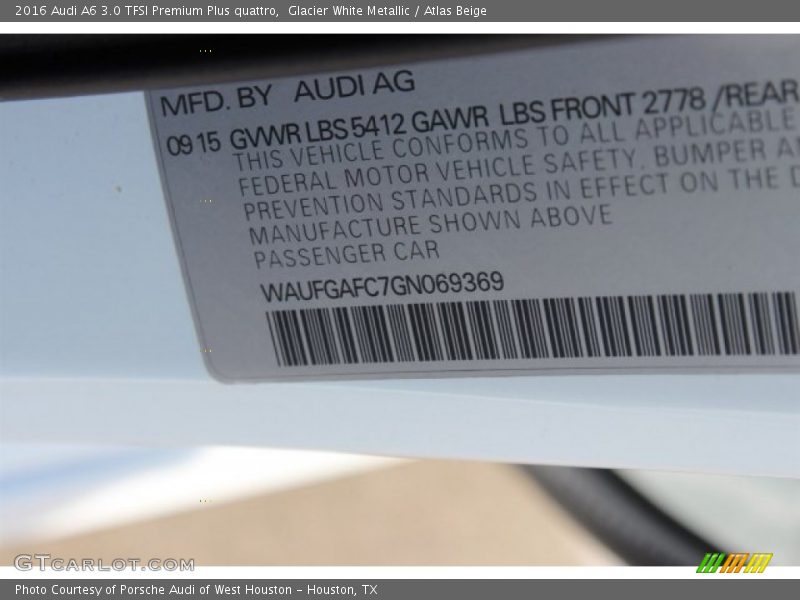 2016 Audi A6 3.0 TFSI Premium Plus quattro,  Glacier White Metallic / Atlas Beige
MFD. BY  AUDI AG
09 15  GVWR LBS 5412 GAWR  LBS FRONT 2778 /REAR
THIS VEHICLE CONFORMS TO ALL APPLICABLE
FEDERAL MOTOR VEHICLE SAFETY, BUMPER
PREVENTION STANDARDS IN EFFECT ON THE
MANUFACTURE SHOWN ABOVE
PASSENGER CAR
WAUFGAFC7GN069369
GTCARLOT.COM
Photo Courtesy of Porsche Audi of West Houston – Houston, TX